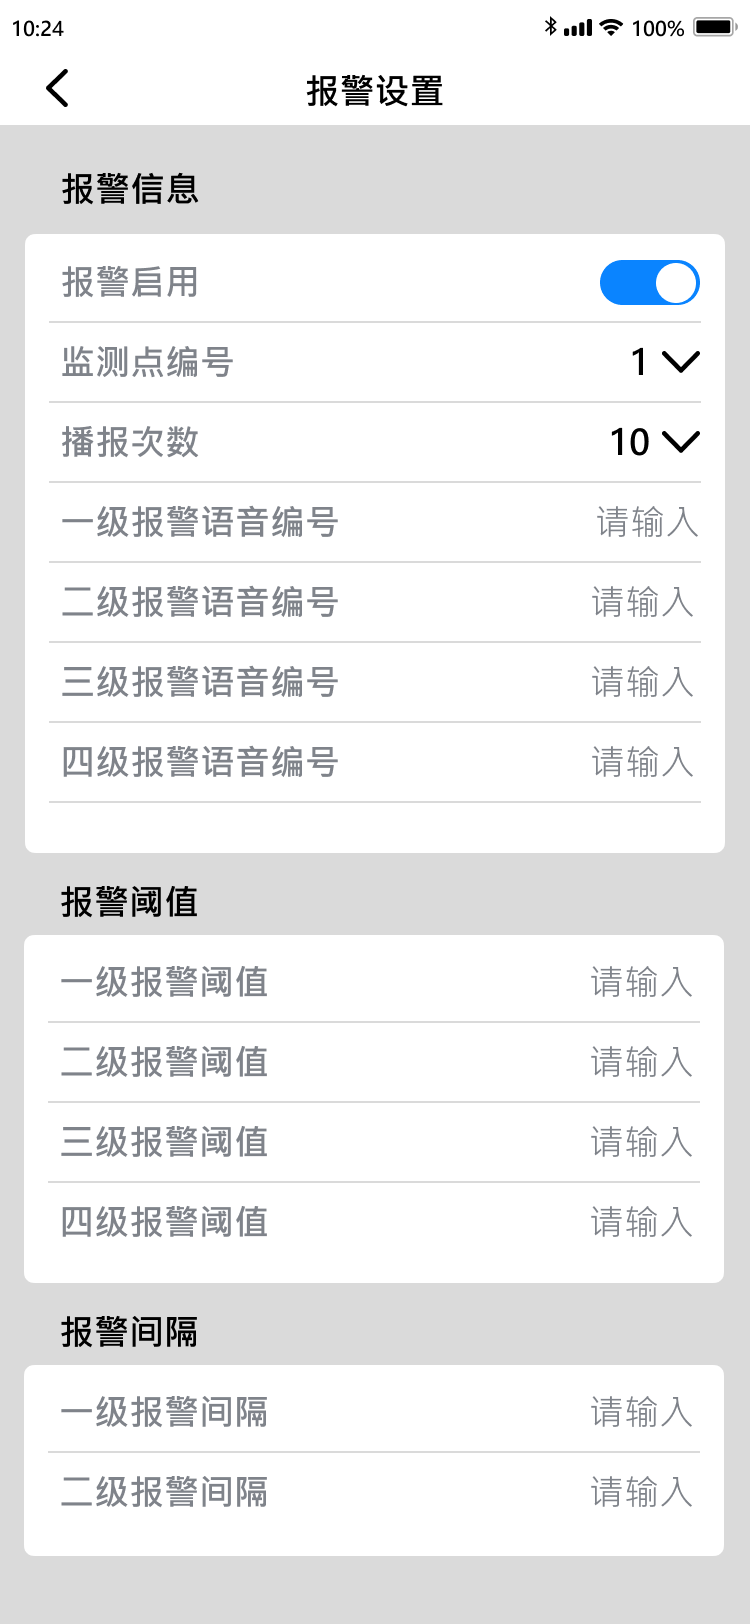 10:24 100%
报警设置
报警信息
报警启用
监测点编号 1
播报次数 10
一级报警语音编号 请输入
二级报警语音编号 请输入
三级报警语音编号 请输入
四级报警语音编号 请输入
报警阈值
一级报警阈值 请输入
二级报警阈值 请输入
三级报警阈值 请输入
四级报警阈值 请输入
报警间隔
一级报警间隔 请输入
二级报警间隔 请输入